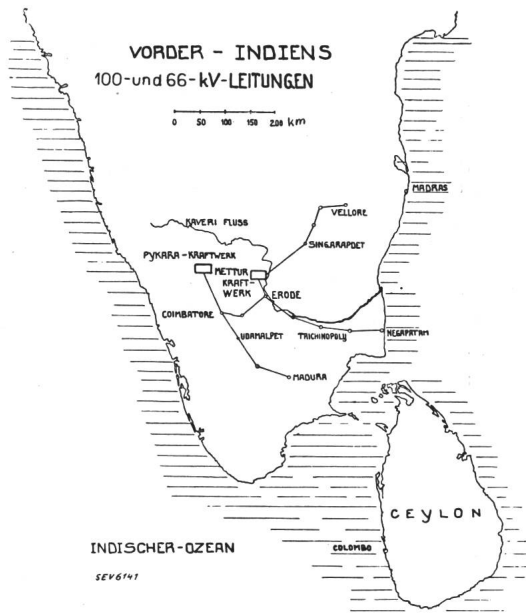 VORDER - INDIENS
100-und 66-kV-LEITUNGEN
0 50 100 160 200 km
MADRAS
VELLORE
KAVERI FLUSS
SINGARAPDET
PYKARA-KRAFTWERK
METTUR
KRAFT-
WERK
ERODE
COIMBATORE
UDAMALPET
TRICHINOPOLY
NEGAPATAM
MADURA
CEYLON
INDISCHER-OZEAN
COLOMBO
SEV6141